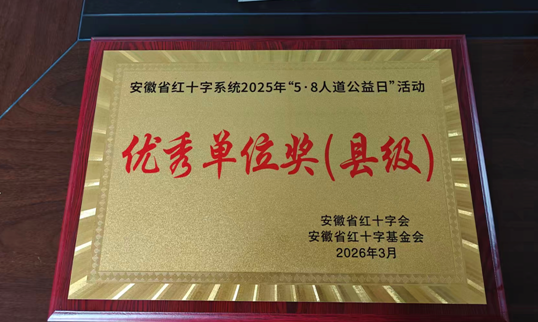 安徽省红十字系统2025年“5·8人道公益日”活动
优秀单位奖(县级)
安徽省红十字会
安徽省红十字基金会
2026年3月